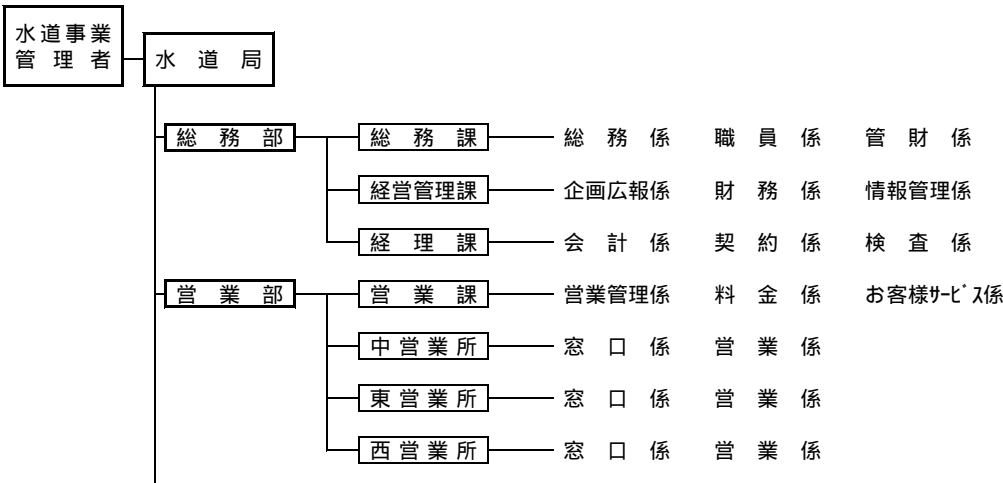 水道事業
管理者
水道局
総務部 総務課 総務係 職員係 管財係
経営管理課 企画広報係 財務係 情報管理係
経理課 会計係 契約係 検査係
営業部 営業課 営業管理係 料金係 お客様ｻｰﾋﾞｽ係
中営業所 窓口係 営業係
東営業所 窓口係 営業係
西営業所 窓口係 営業係